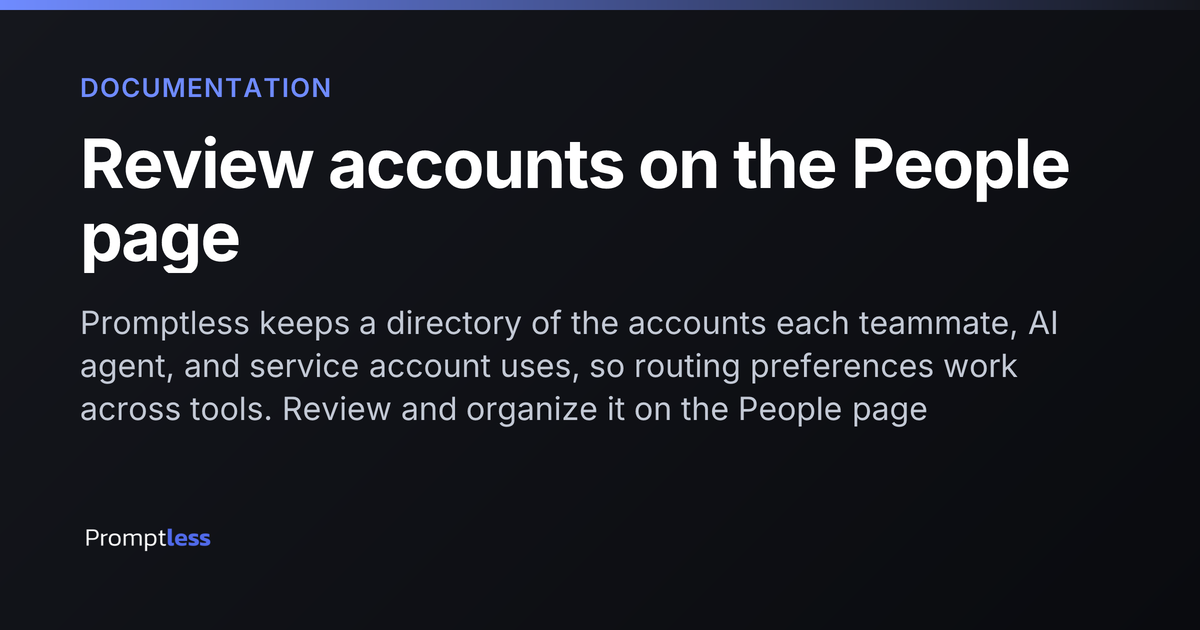 DOCUMENTATION
Review accounts on the People
page
Promptless keeps a directory of the accounts each teammate, AI
agent, and service account uses, so routing preferences work
across tools. Review and organize it on the People page
Promptless